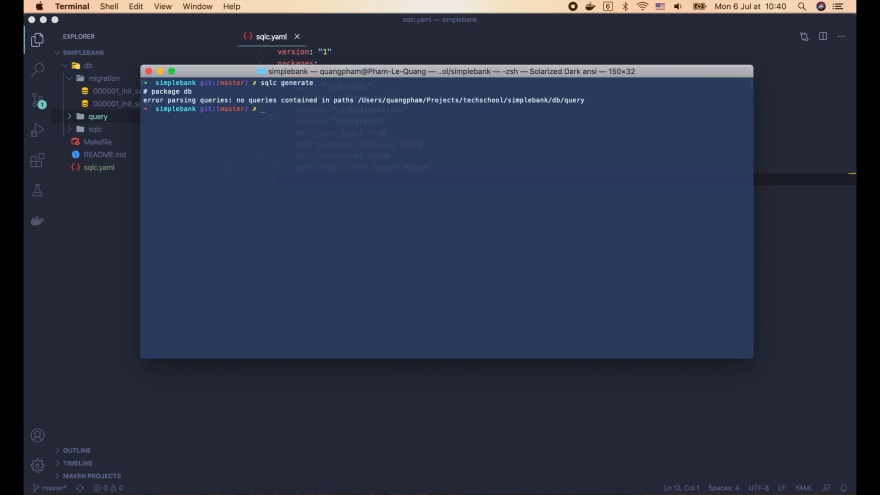 Terminal Shell Edit View Window Help
6
Mon 6 Jul at 10:40
sqlc.yaml — simplebank
EXPLORER
{..} sqlc.yaml ×
SIMPLEBANK
version: "1"
packages:
db
migration
000001_init_s
000001_init_s
query
sqlc
Makefile
README.md
{..} sqlc.yaml
1
simplebank — quangpham@Pham-Le-Quang — ..ol/simplebank — -zsh — Solarized Dark ansi — 150×32
➜ simplebank git:(master) ✗ sqlc generate
# package db
error parsing queries: no queries contained in paths /Users/quangpham/Projects/techschool/simplebank/db/query
➜ simplebank git:(master) ✗ _
OUTLINE
TIMELINE
MAVEN PROJECTS
master* 0 0 Ln 12, Col 1 Spaces: 4 UTF-8 LF YAML